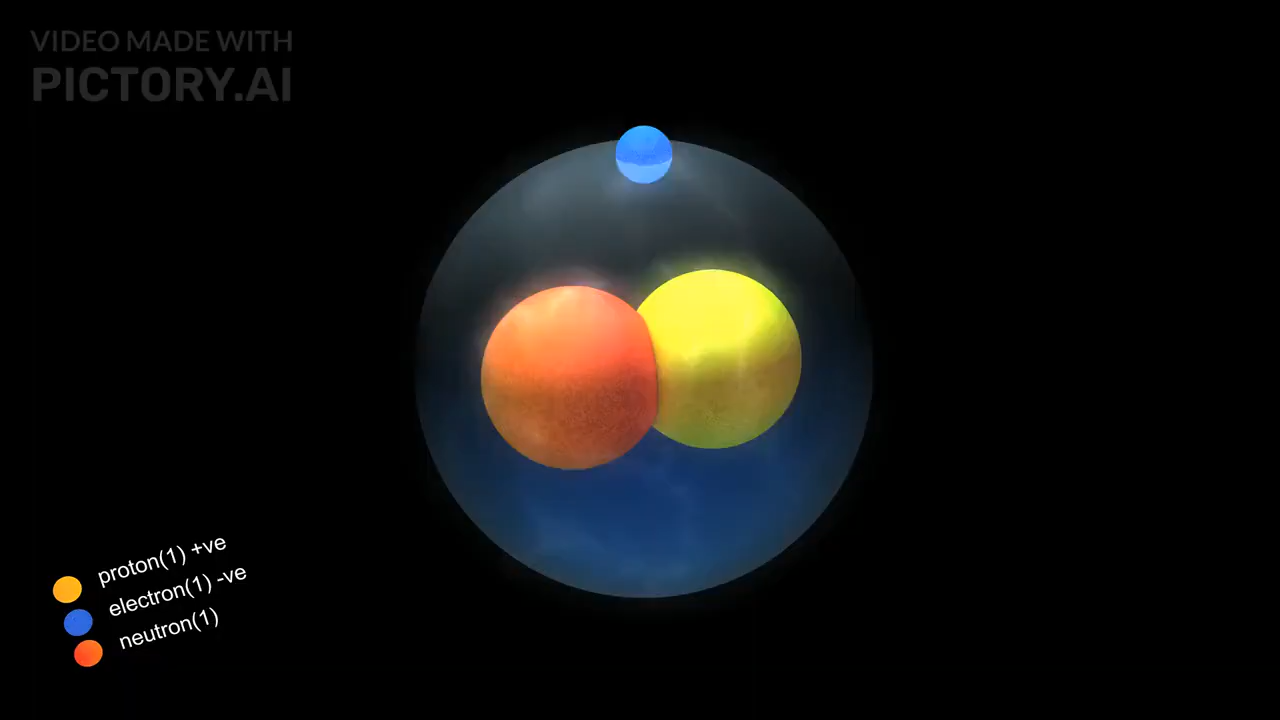 VIDEO MADE WITH
PICTORY.AI
proton(1) +ve
electron(1) -ve
neutron(1)